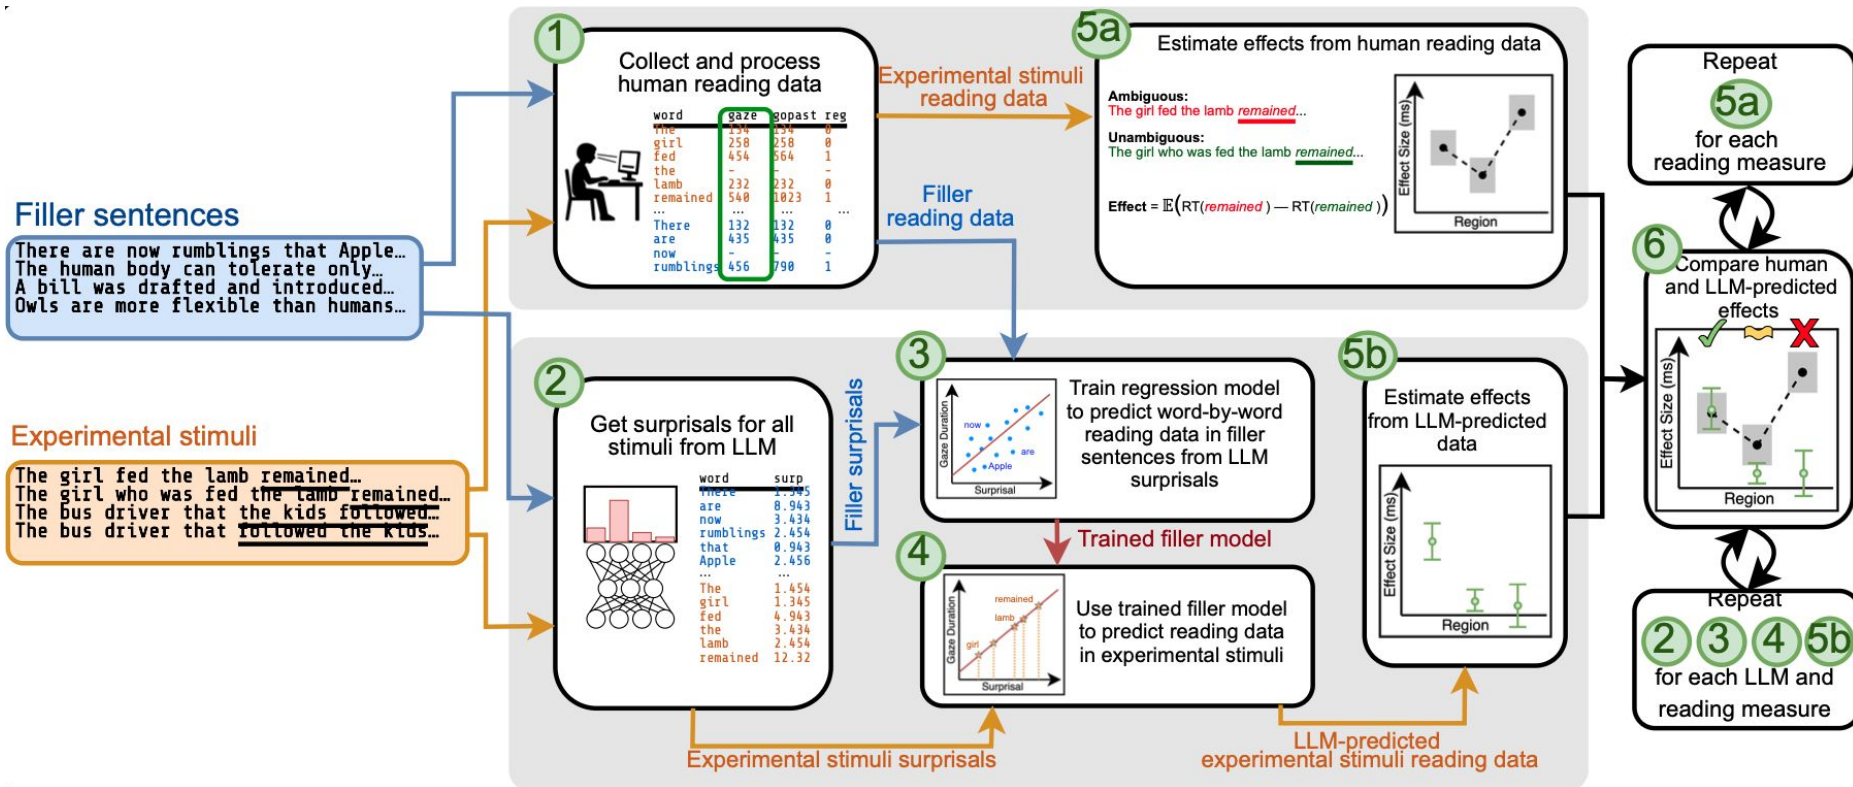 Filler sentences
There are now rumblings that Apple…
The human body can tolerate only…
A bill was drafted and introduced…
Owls are more flexible than humans…
Experimental stimuli
The girl fed the lamb remained…
The girl who was fed the lamb remained…
The bus driver that the kids followed…
The bus driver that followed the kids…
1
Collect and process
human reading data
word gaze gopast reg
The 134 134 0
girl 258 258 0
fed 454 564 1
the - - -
lamb 232 232 0
remained 540 1023 1
… … … …
There 132 132 0
are 435 435 0
now - - -
rumblings 456 790 1
Experimental stimuli
reading data
Filler
reading data
5a
Estimate effects from human reading data
Ambiguous:
The girl fed the lamb remained...
Unambiguous:
The girl who was fed the lamb remained...
Effect = 𝔼(RT(remained ) — RT(remained ))
Effect Size (ms)
Region
2
Get surprisals for all
stimuli from LLM
word surp
There 1.345
are 8.943
now 3.434
rumblings 2.454
that 0.943
Apple 2.456
… …
The 1.454
girl 1.345
fed 4.943
the 3.434
lamb 2.454
remained 12.32
Filler surprisals
Experimental stimuli surprisals
3
Train regression model
to predict word-by-word
reading data in filler
sentences from LLM
surprisals
Gaze Duration
now
are
Apple
Surprisal
Trained filler model
4
Use trained filler model
to predict reading data
in experimental stimuli
Gaze Duration
remained
lamb
girl
Surprisal
LLM-predicted
experimental stimuli reading data
5b
Estimate effects
from LLM-predicted
data
Effect Size (ms)
Region
Repeat
5a
for each
reading measure
6
Compare human
and LLM-predicted
effects
Effect Size (ms)
Region
Repeat
2 3 4 5b
for each LLM and
reading measure